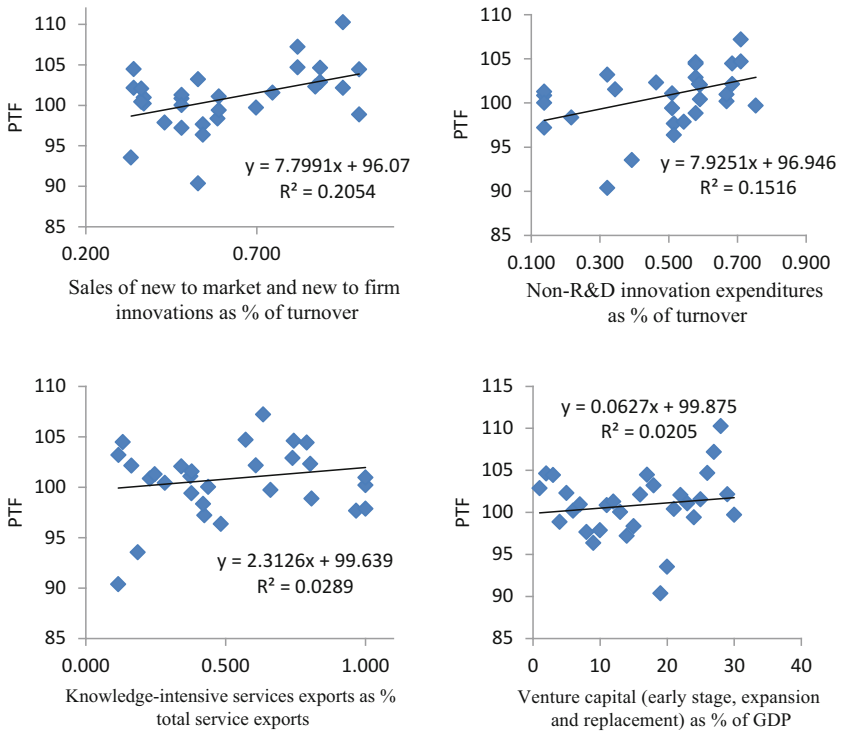 110
105
100
95
90
85
PTF
y = 7.7991x + 96.07
R² = 0.2054
0.200 0.700
Sales of new to market and new to firm
innovations as % of turnover
110
105
100
95
90
85
PTF
y = 7.9251x + 96.946
R² = 0.1516
0.100 0.300 0.500 0.700 0.900
Non-R&D innovation expenditures
as % of turnover
110
105
100
95
90
85
PTF
y = 2.3126x + 99.639
R² = 0.0289
0.000 0.500 1.000
Knowledge-intensive services exports as %
total service exports
115
110
105
100
95
90
85
PTF
y = 0.0627x + 99.875
R² = 0.0205
0 10 20 30 40
Venture capital (early stage, expansion
and replacement) as % of GDP